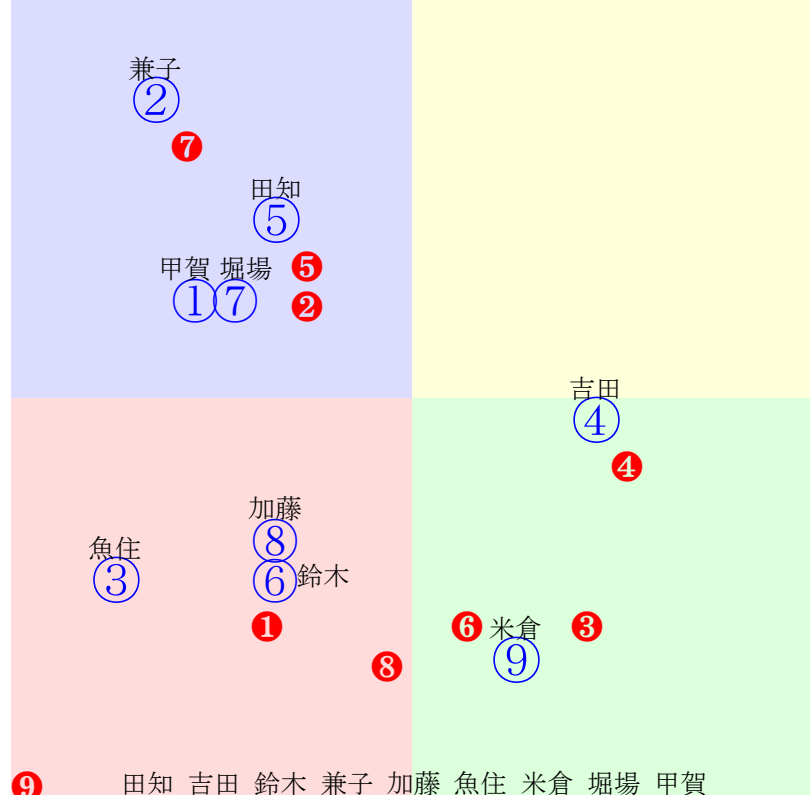 兼子
②
❼
田知
⑤
甲賀 堀場 ❺
①⑦ ❷
吉田
④
❹
加藤
⑧
魚住
③ ⑥鈴木
❶ ❻ 米倉 ❸
❽ ⑨
❾ 田知 吉田 鈴木 兼子 加藤 魚住 米倉 堀場 甲賀